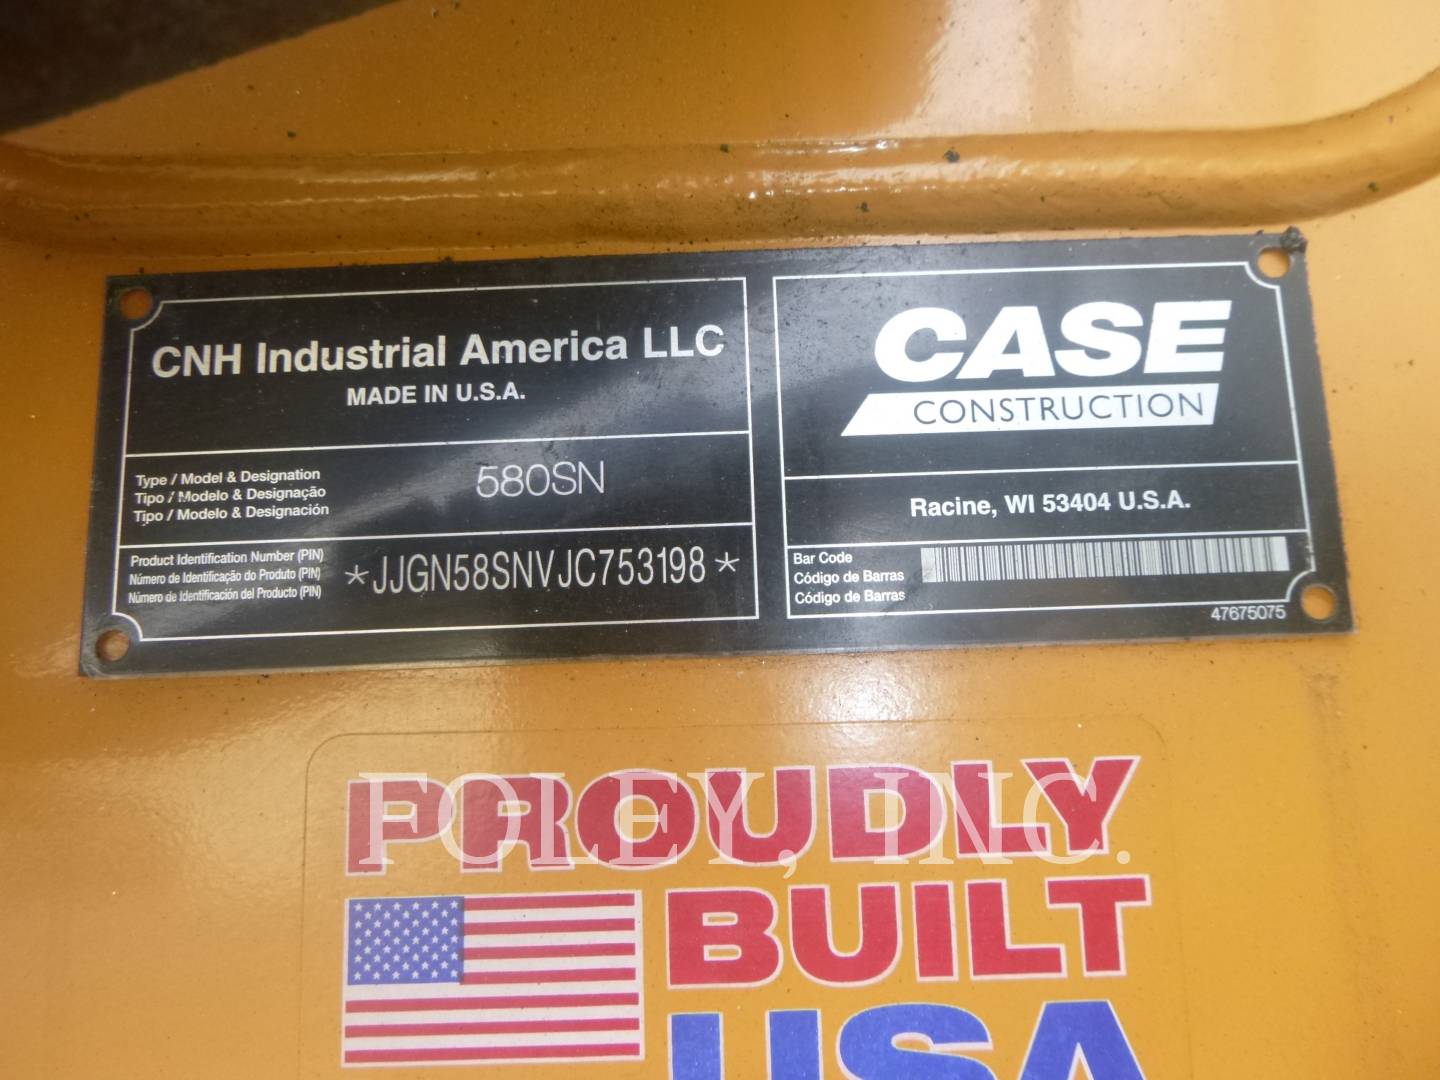 CNH Industrial America LLC
MADE IN U.S.A.
Type / Model & Designation
Tipo / Modelo & Designação
Tipo / Modelo & Designación
580SN
Product Identification Number (PIN)
Número de Identificação do Produto (PIN)
Número de Identificación del Producto (PIN)
*JJGN58SNVJC753198*
CASE
CONSTRUCTION
Racine, WI 53404 U.S.A.
Bar Code
Código de Barras
Código de Barras
47675075
PROUDLY
FOLEY, INC.
BUILT
USA